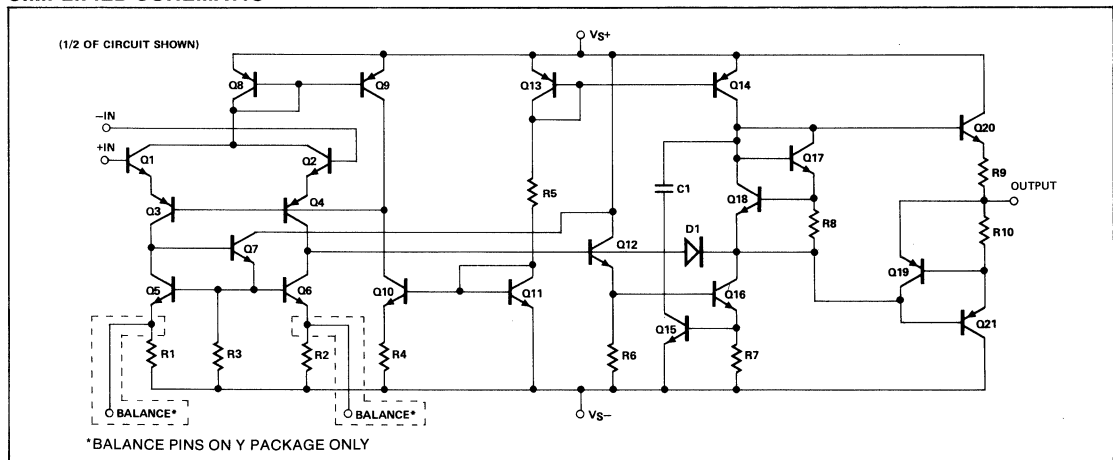 (1/2 OF CIRCUIT SHOWN)
VS+
Q8
Q9
Q13
Q14
−IN
+IN
Q1
Q2
Q17
Q20
R9
OUTPUT
C1
Q3
Q4
R5
Q18
R8
R10
Q7
Q12
D1
Q19
Q5
Q6
Q10
Q11
Q16
Q15
Q21
R1
R3
R2
R4
R6
R7
BALANCE*
BALANCE*
VS−
*BALANCE PINS ON Y PACKAGE ONLY